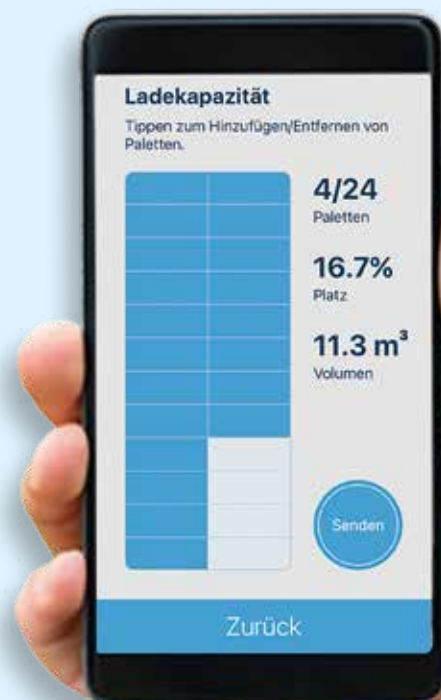 Ladekapazität
Tippen zum Hinzufügen/Entfernen von
Paletten.
4/24
Paletten
16.7%
Platz
11.3 m³
Volumen
Senden
Zurück